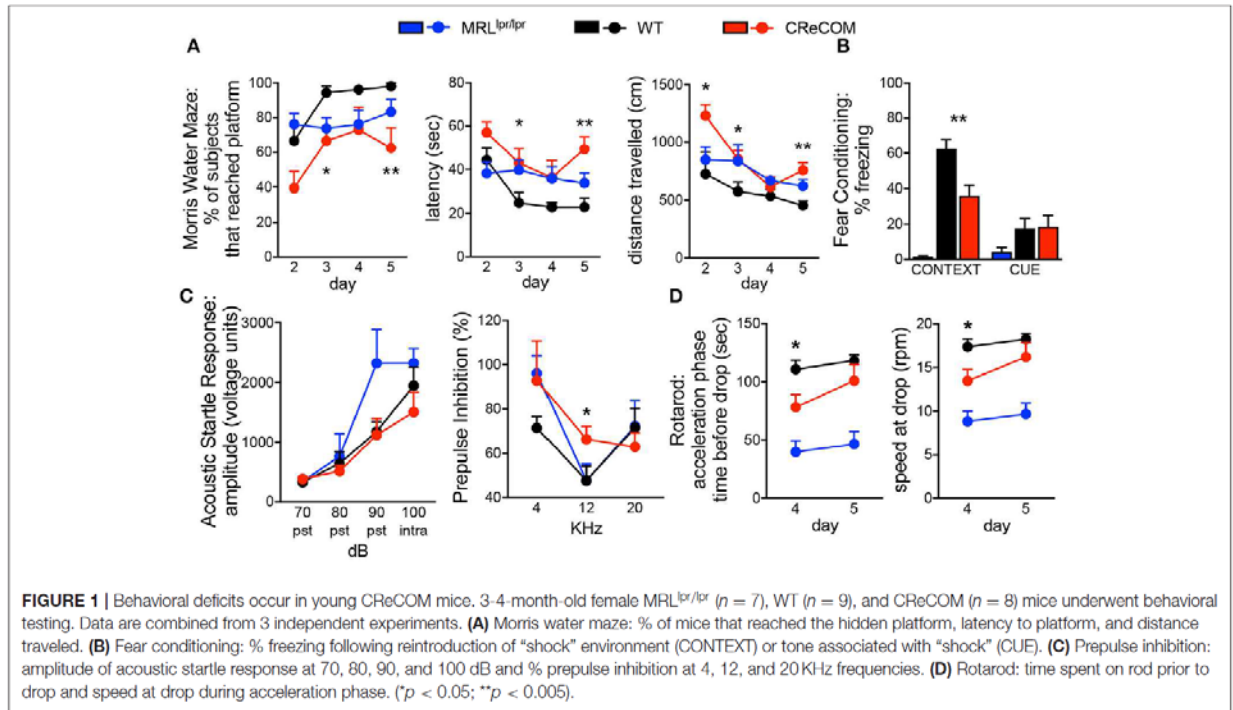 MRL^lpr/lpr WT CReCOM
A
Morris Water Maze:
% of subjects
that reached platform
100
80
60
40
20
0
*
**
2 3 4 5
day
latency (sec)
80
60
40
20
0
*
**
2 3 4 5
day
distance travelled (cm)
1500
1000
500
0
*
*
**
2 3 4 5
day
B
Fear Conditioning:
% freezing
100
80
60
40
20
0
**
CONTEXT CUE
C
Acoustic Startle Response:
amplitude (voltage units)
3000
2000
1000
0
70 80 90 100
pst pst pst intra
dB
Prepulse Inhibition (%)
120
100
80
60
40
*
4 12 20
KHz
D
Rotarod:
acceleration phase
time before drop (sec)
150
100
50
0
*
4 5
day
speed at drop (rpm)
20
15
10
5
0
*
4 5
day
FIGURE 1 | Behavioral deficits occur in young CReCOM mice. 3-4-month-old female MRL^lpr/lpr (n = 7), WT (n = 9), and CReCOM (n = 8) mice underwent behavioral
testing. Data are combined from 3 independent experiments. (A) Morris water maze: % of mice that reached the hidden platform, latency to platform, and distance
traveled. (B) Fear conditioning: % freezing following reintroduction of “shock” environment (CONTEXT) or tone associated with “shock” (CUE). (C) Prepulse inhibition:
amplitude of acoustic startle response at 70, 80, 90, and 100 dB and % prepulse inhibition at 4, 12, and 20 KHz frequencies. (D) Rotarod: time spent on rod prior to
drop and speed at drop during acceleration phase. (*p < 0.05; **p < 0.005).